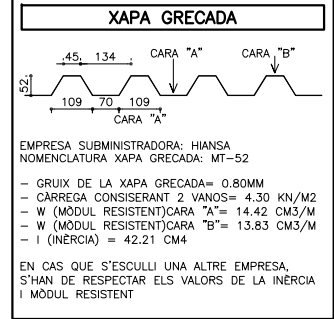 XAPA GRECADA
.45. 134
CARA "A"
CARA "B"
52
109 70 109
CARA "A"
EMPRESA SUBMINISTRADORA: HIANSA
NOMENCLATURA XAPA GRECADA: MT-52
- GRUIX DE LA XAPA GRECADA= 0.80MM
- CÀRREGA CONSISERANT 2 VANOS= 4.30 KN/M2
- W (MÒDUL RESISTENT)CARA "A"= 14.42 CM3/M
- W (MÒDUL RESISTENT)CARA "B"= 13.83 CM3/M
- I (INÈRCIA) = 42.21 CM4
EN CAS QUE S'ESCULLI UNA ALTRE EMPRESA,
S'HAN DE RESPECTAR ELS VALORS DE LA INÈRCIA
I MÒDUL RESISTENT